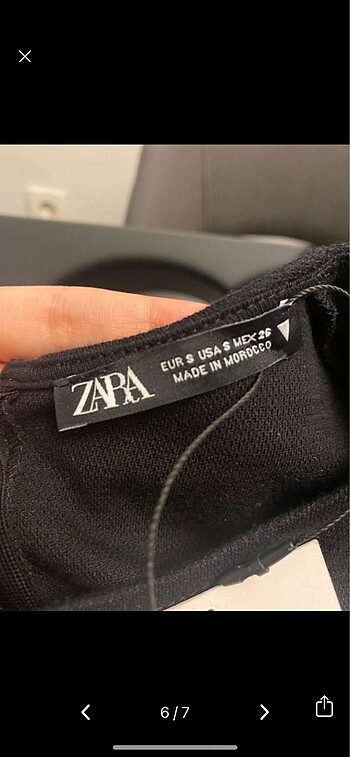 ZARA
EUR S USA S MEX 26
MADE IN MOROCCO
6/7